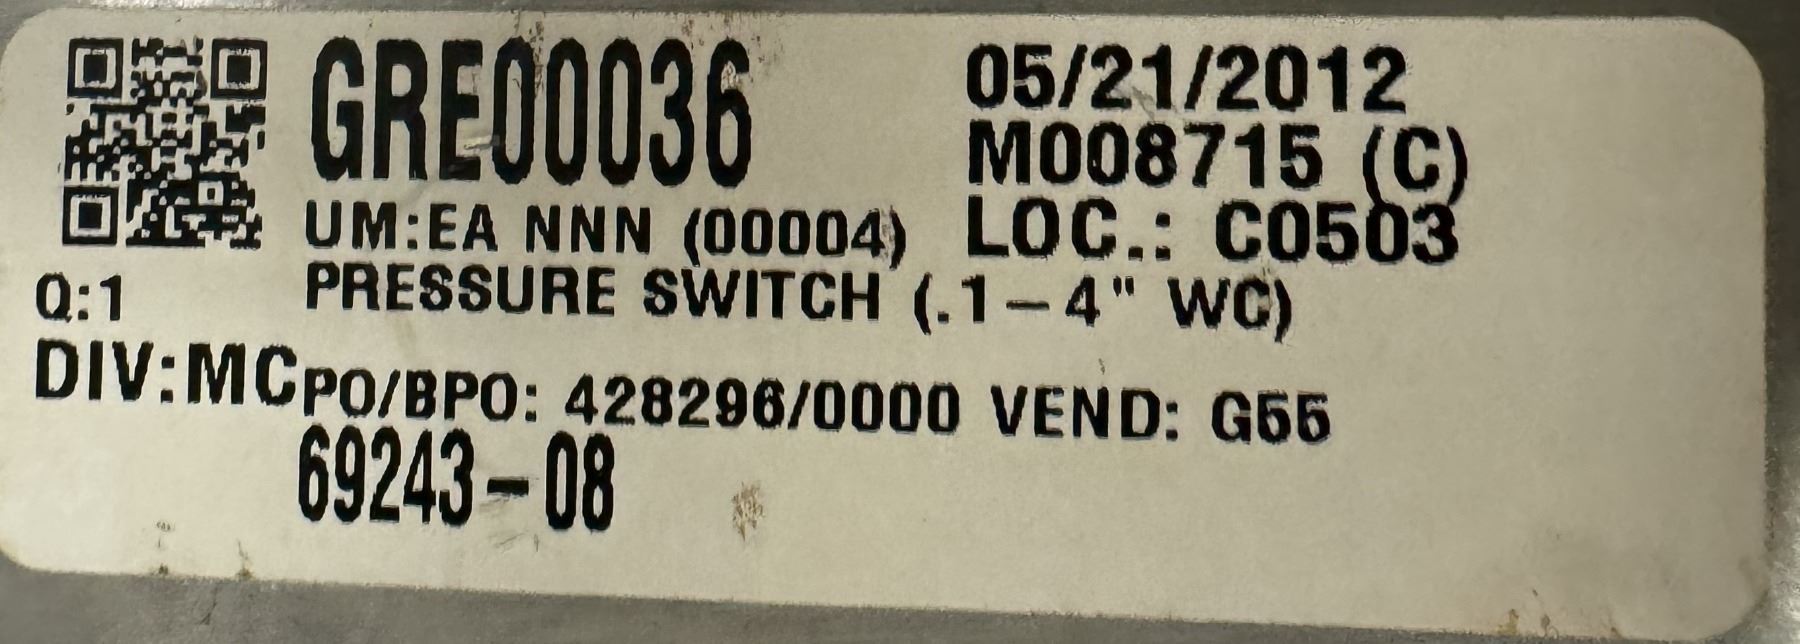 GRE00036
05/21/2012
M008715 (C)
UM:EA NNN (00004)
LOC.: C0503
Q:1
PRESSURE SWITCH (.1-4" WC)
DIV:MC
PO/BPO: 428296/0000 VEND: G55
69243-08